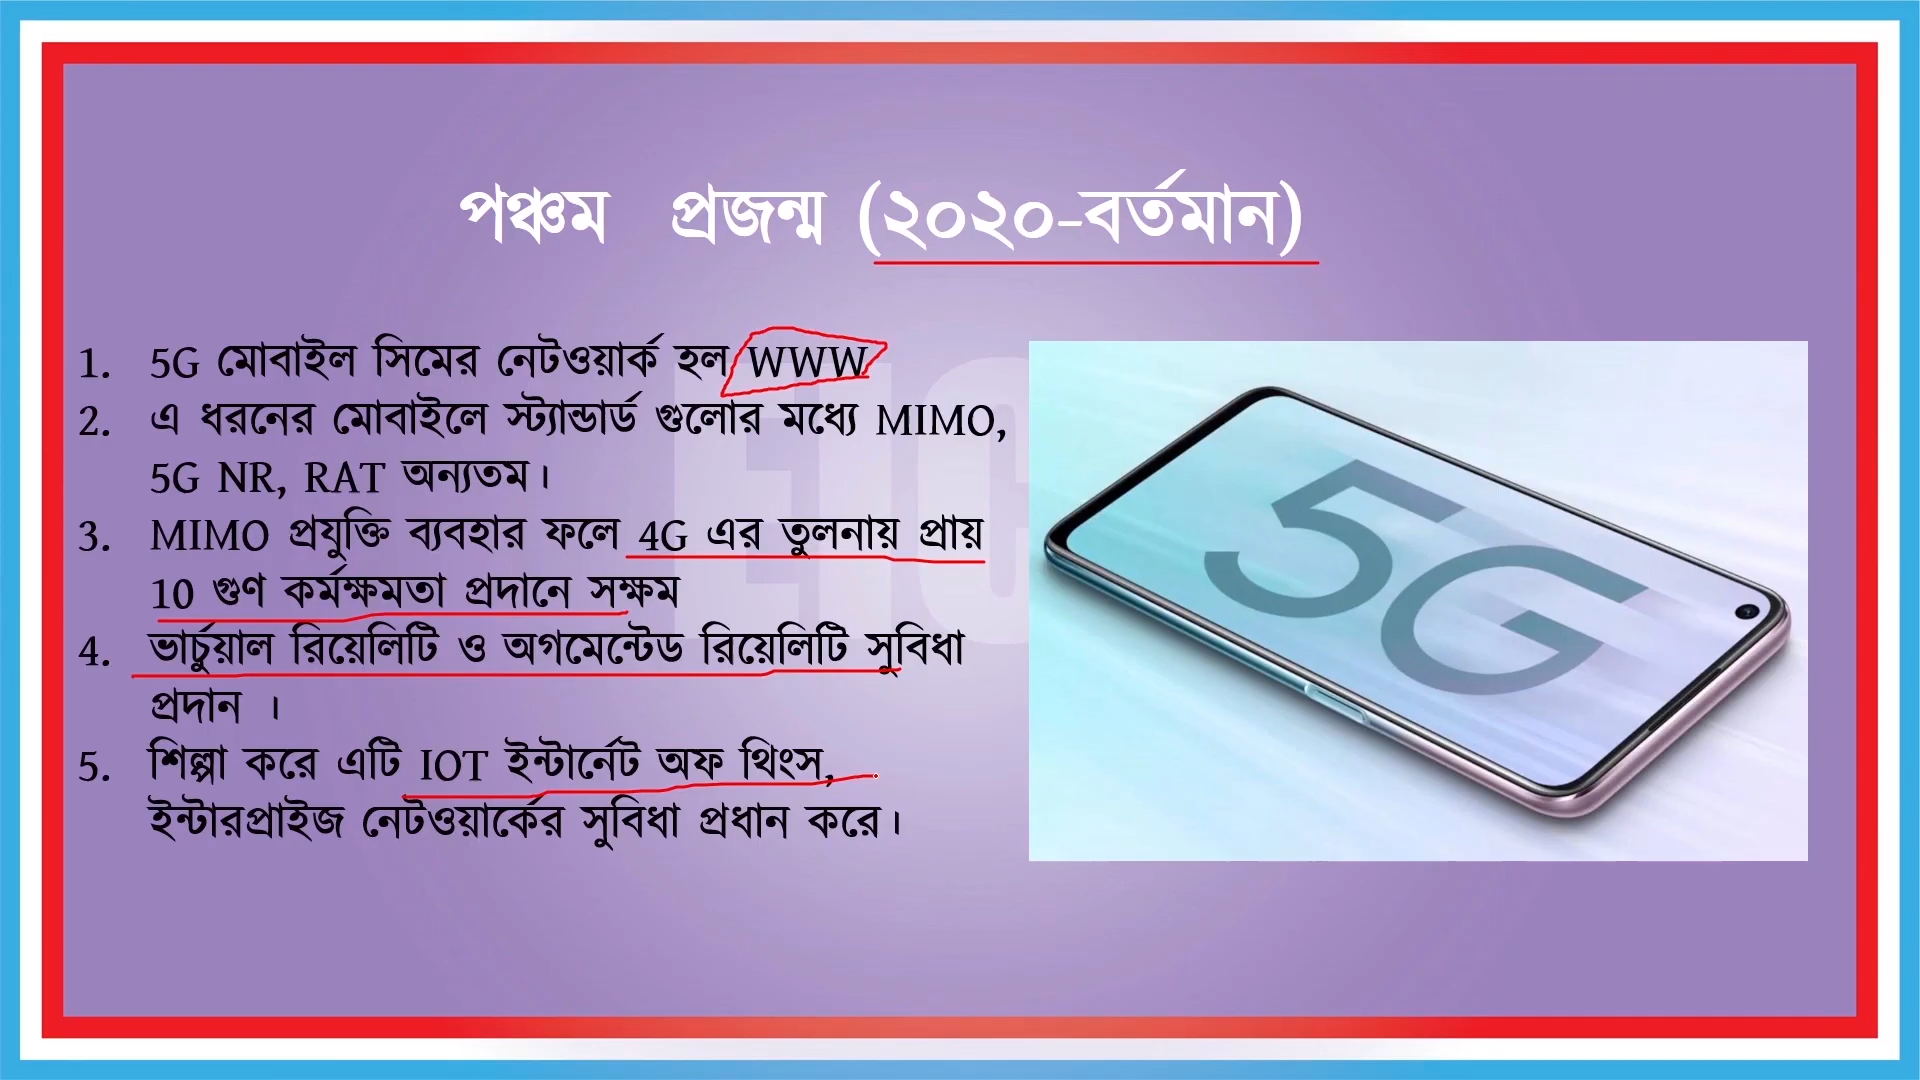 পঞ্চম প্রজন্ম (২০২০-বর্তমান)
1. 5G মোবাইল সিমের নেটওয়ার্ক হল WWW
2. এ ধরনের মোবাইলে স্ট্যান্ডার্ড গুলোর মধ্যে MIMO,
5G NR, RAT অন্যতম।
3. MIMO প্রযুক্তি ব্যবহার ফলে 4G এর তুলনায় প্রায়
10 গুণ কর্মক্ষমতা প্রদানে সক্ষম
4. ভার্চুয়াল রিয়েলিটি ও অগমেন্টেড রিয়েলিটি সুবিধা
প্রদান ।
5. শিল্পা করে এটি IOT ইন্টার্নেট অফ থিংস,
ইন্টারপ্রাইজ নেটওয়ার্কের সুবিধা প্রধান করে।
5G
EIC